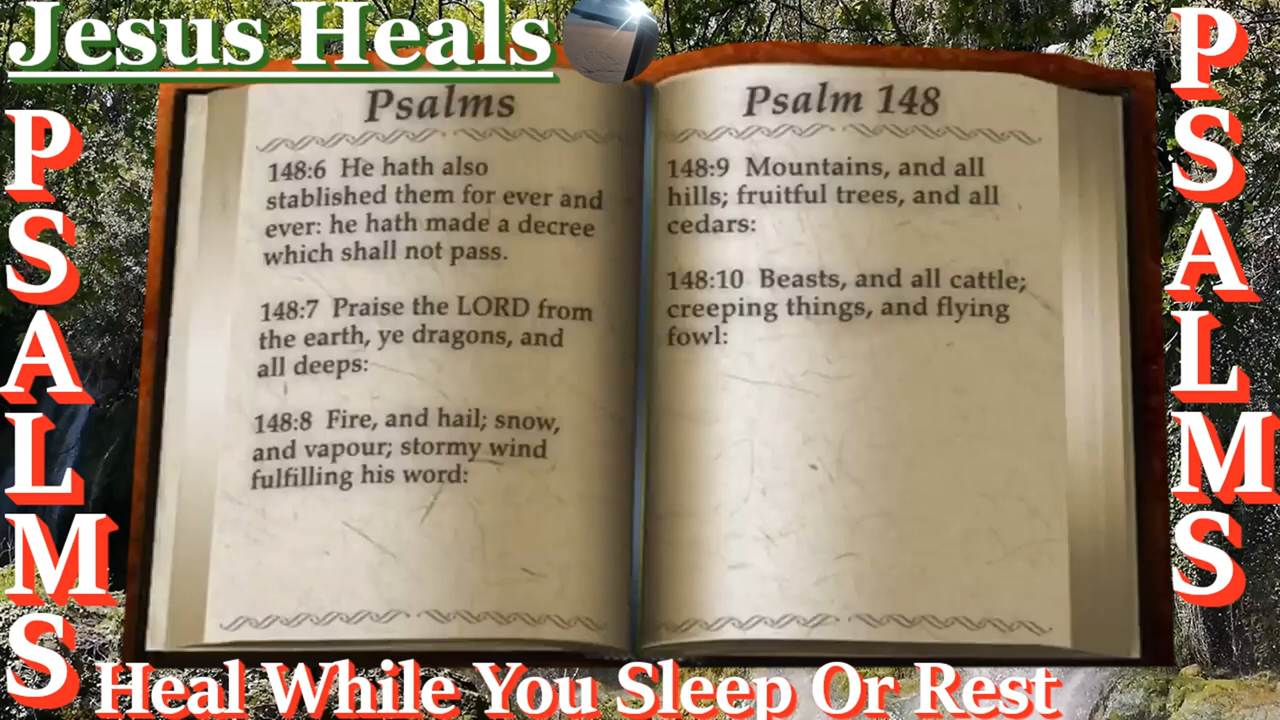 Jesus Heals
PSALMS
Psalms
148:6 He hath also
stablished them for ever and
ever: he hath made a decree
which shall not pass.
148:7 Praise the LORD from
the earth, ye dragons, and
all deeps:
148:8 Fire, and hail; snow,
and vapour; stormy wind
fulfilling his word:
Psalm 148
148:9 Mountains, and all
hills; fruitful trees, and all
cedars:
148:10 Beasts, and all cattle;
creeping things, and flying
fowl:
PSALMS
Heal While You Sleep Or Rest